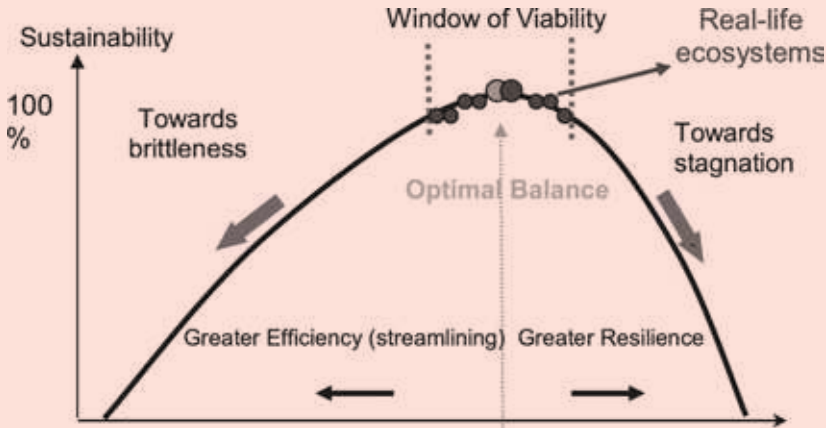 Window of Viability
Real-life
ecosystems
Sustainability
100
%
Towards
brittleness
Towards
stagnation
Optimal Balance
Greater Efficiency (streamlining)
Greater Resilience